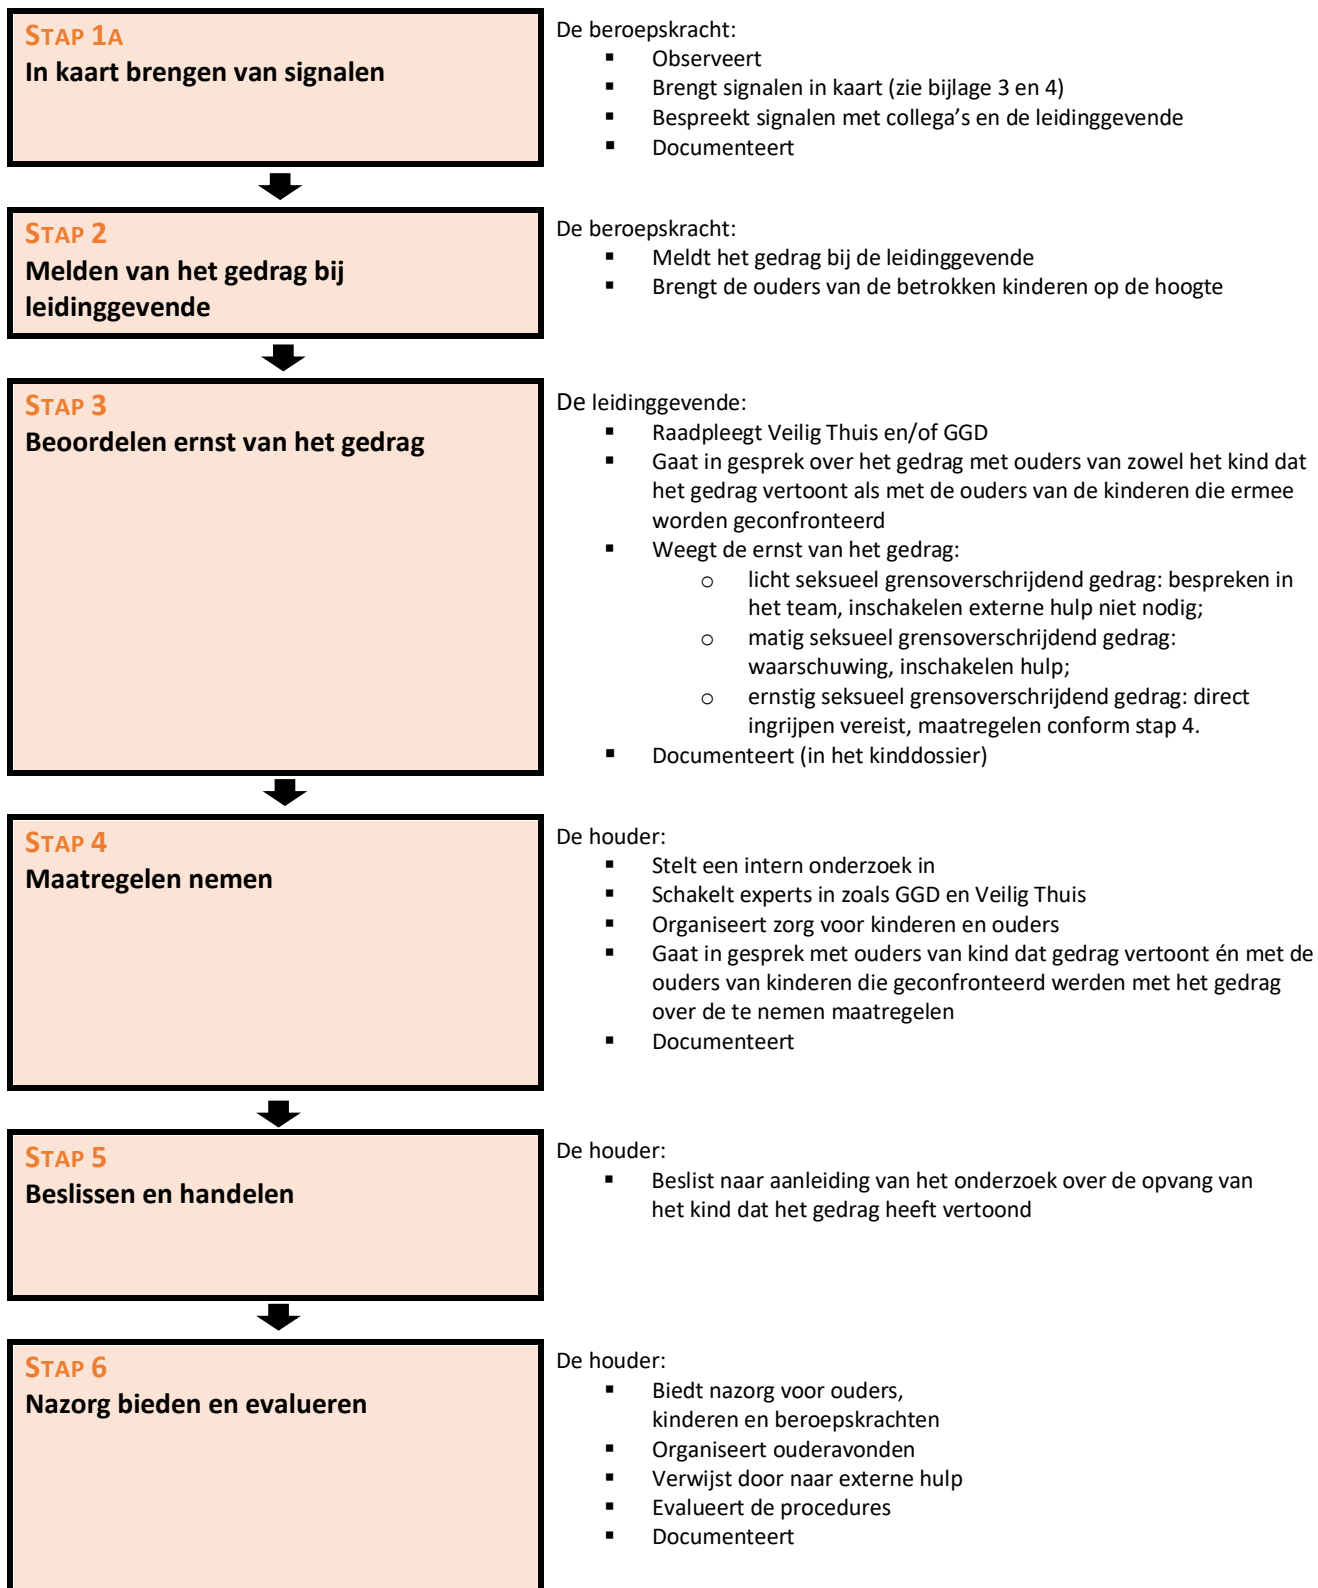 STAP 1A
In kaart brengen van signalen
De beroepskracht:
▪ Observeert
▪ Brengt signalen in kaart (zie bijlage 3 en 4)
▪ Bespreekt signalen met collega's en de leidinggevende
▪ Documenteert
STAP 2
Melden van het gedrag bij
leidinggevende
De beroepskracht:
▪ Meldt het gedrag bij de leidinggevende
▪ Brengt de ouders van de betrokken kinderen op de hoogte
STAP 3
Beoordelen ernst van het gedrag
De leidinggevende:
▪ Raadpleegt Veilig Thuis en/of GGD
▪ Gaat in gesprek over het gedrag met ouders van zowel het kind dat
het gedrag vertoont als met de ouders van de kinderen die ermee
worden geconfronteerd
▪ Weegt de ernst van het gedrag:
o licht seksueel grensoverschrijdend gedrag: bespreken in
het team, inschakelen externe hulp niet nodig;
o matig seksueel grensoverschrijdend gedrag:
waarschuwing, inschakelen hulp;
o ernstig seksueel grensoverschrijdend gedrag: direct
ingrijpen vereist, maatregelen conform stap 4.
▪ Documenteert (in het kinddossier)
STAP 4
Maatregelen nemen
De houder:
▪ Stelt een intern onderzoek in
▪ Schakelt experts in zoals GGD en Veilig Thuis
▪ Organiseert zorg voor kinderen en ouders
▪ Gaat in gesprek met ouders van kind dat gedrag vertoont én met de
ouders van kinderen die geconfronteerd werden met het gedrag
over de te nemen maatregelen
▪ Documenteert
STAP 5
Beslissen en handelen
De houder:
▪ Beslist naar aanleiding van het onderzoek over de opvang van
het kind dat het gedrag heeft vertoond
STAP 6
Nazorg bieden en evalueren
De houder:
▪ Biedt nazorg voor ouders,
kinderen en beroepskrachten
▪ Organiseert ouderavonden
▪ Verwijst door naar externe hulp
▪ Evalueert de procedures
▪ Documenteert